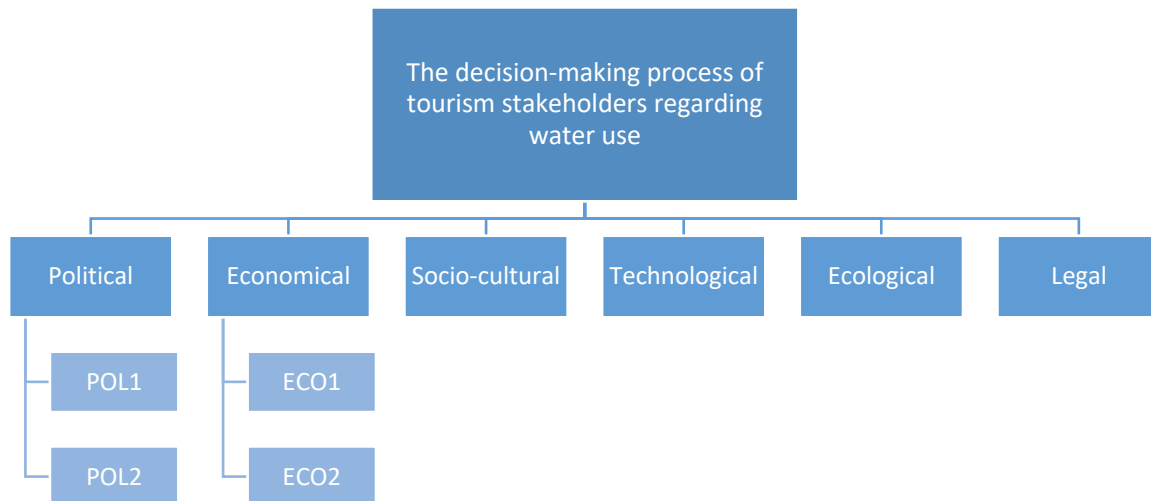 The decision-making process of
tourism stakeholders regarding
water use
Political
Economical
Socio-cultural
Technological
Ecological
Legal
POL1
ECO1
POL2
ECO2